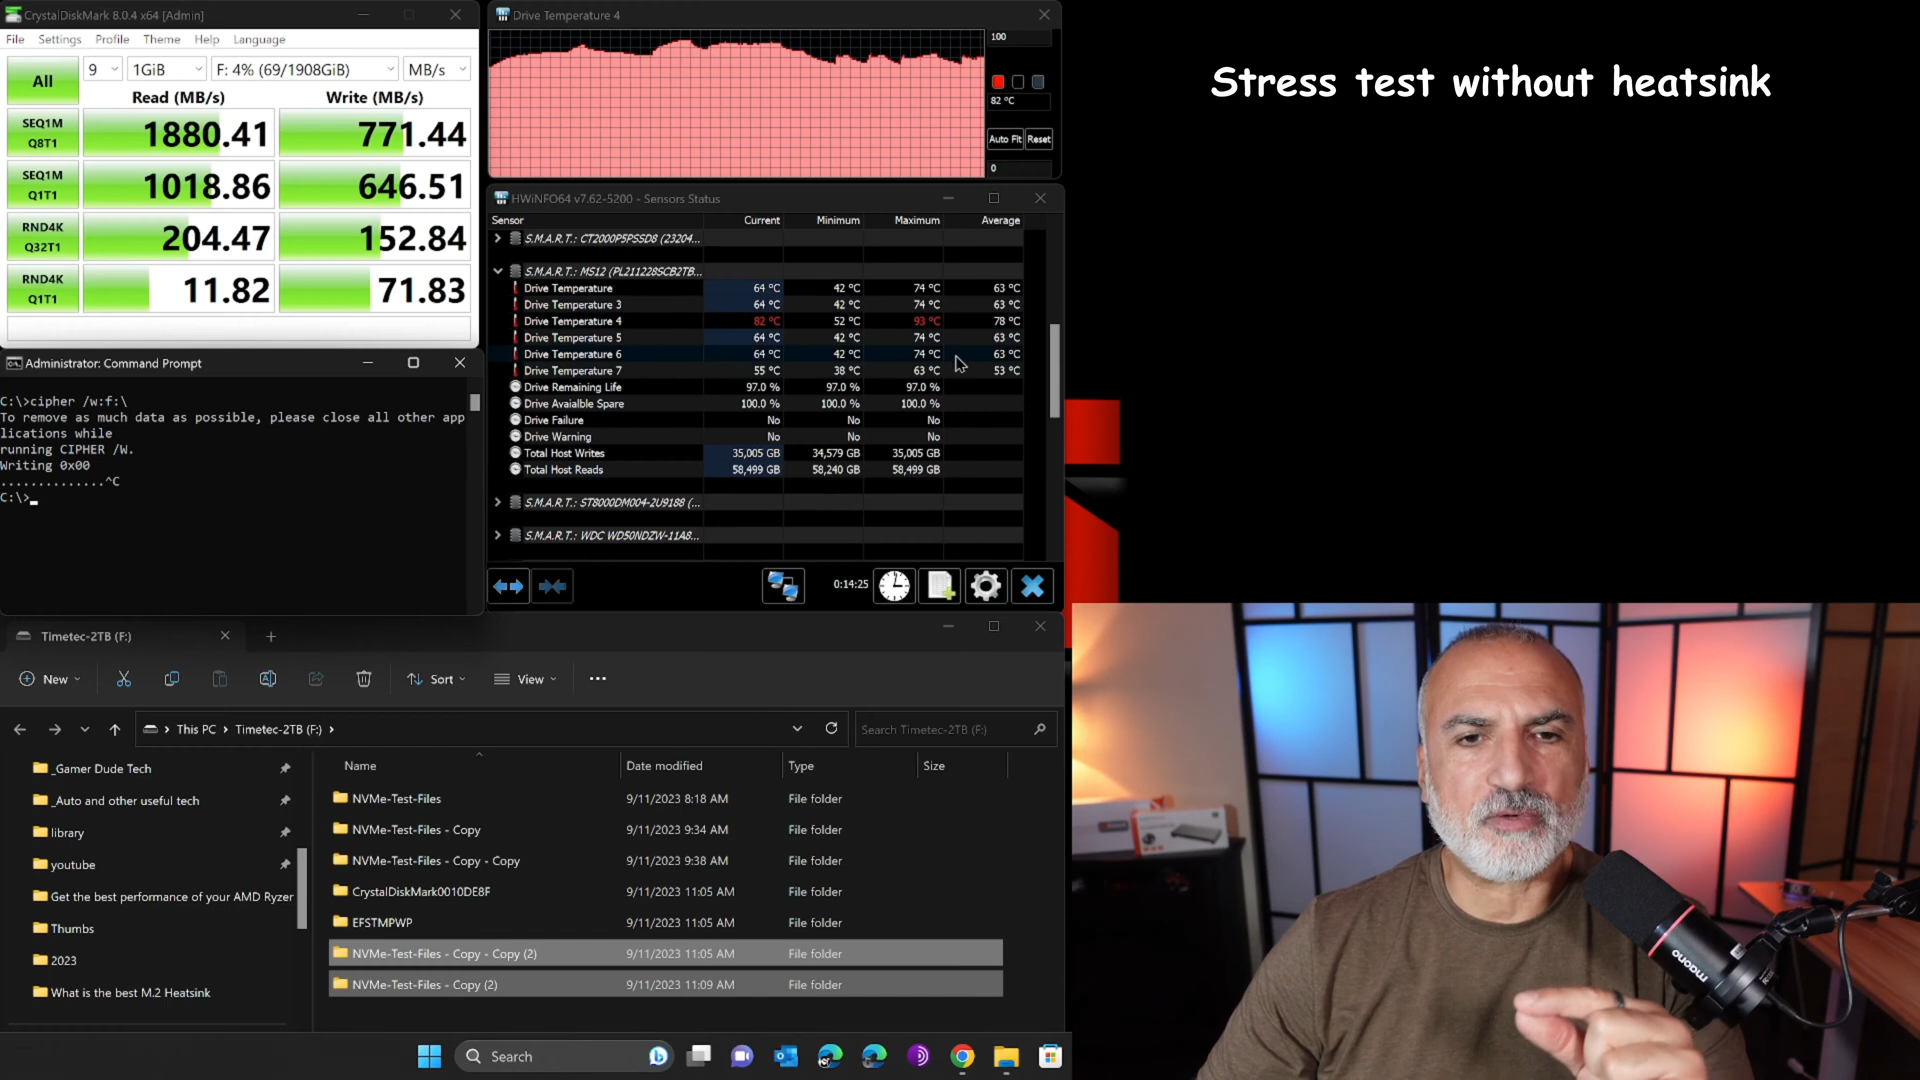 CrystalDiskMark 8.0.4 x64 [Admin]
File Settings Profile Theme Help Language
All
9 1GiB F: 4% (69/1908GiB) MB/s
Read (MB/s) Write (MB/s)
SEQ1M
Q8T1
1880.41 771.44
SEQ1M
Q1T1
1018.86 646.51
RND4K
Q32T1
204.47 152.84
RND4K
Q1T1
11.82 71.83
Drive Temperature 4
100
82 °C
Auto Fit Reset
0
Stress test without heatsink
HWiNFO64 v7.62-5200 - Sensors Status
Sensor Current Minimum Maximum Average
S.M.A.R.T.: CT2000P5PSSD8 (23204...
S.M.A.R.T.: MS12 (PL211228SCB2TB...
Drive Temperature 64 °C 42 °C 74 °C 63 °C
Drive Temperature 3 64 °C 42 °C 74 °C 63 °C
Drive Temperature 4 82 °C 52 °C 93 °C 78 °C
Drive Temperature 5 64 °C 42 °C 74 °C 63 °C
Drive Temperature 6 64 °C 42 °C 74 °C 63 °C
Drive Temperature 7 55 °C 38 °C 63 °C 53 °C
Drive Remaining Life 97.0 % 97.0 % 97.0 %
Drive Avaialble Spare 100.0 % 100.0 % 100.0 %
Drive Failure No No No
Drive Warning No No No
Total Host Writes 35,005 GB 34,579 GB 35,005 GB
Total Host Reads 58,499 GB 58,240 GB 58,499 GB
S.M.A.R.T.: ST8000DM004-2U9188 (...
S.M.A.R.T.: WDC WD50NDZW-11A8...
0:14:25
Administrator: Command Prompt
C:\>cipher /w:f:\
To remove as much data as possible, please close all other app
lications while
running CIPHER /W.
Writing 0x00
..............^C
C:\>
Timetec-2TB (F:)
New Sort View
This PC > Timetec-2TB (F:) >
Search Timetec-2TB (F:)
_Gamer Dude Tech
_Auto and other useful tech
library
youtube
Get the best performance of your AMD Ryzer
Thumbs
2023
What is the best M.2 Heatsink
Name Date modified Type Size
NVMe-Test-Files 9/11/2023 8:18 AM File folder
NVMe-Test-Files - Copy 9/11/2023 9:34 AM File folder
NVMe-Test-Files - Copy - Copy 9/11/2023 9:38 AM File folder
CrystalDiskMark0010DE8F 9/11/2023 11:05 AM File folder
EFSTMPWP 9/11/2023 11:05 AM File folder
NVMe-Test-Files - Copy - Copy (2) 9/11/2023 11:05 AM File folder
NVMe-Test-Files - Copy (2) 9/11/2023 11:09 AM File folder
Search
maono